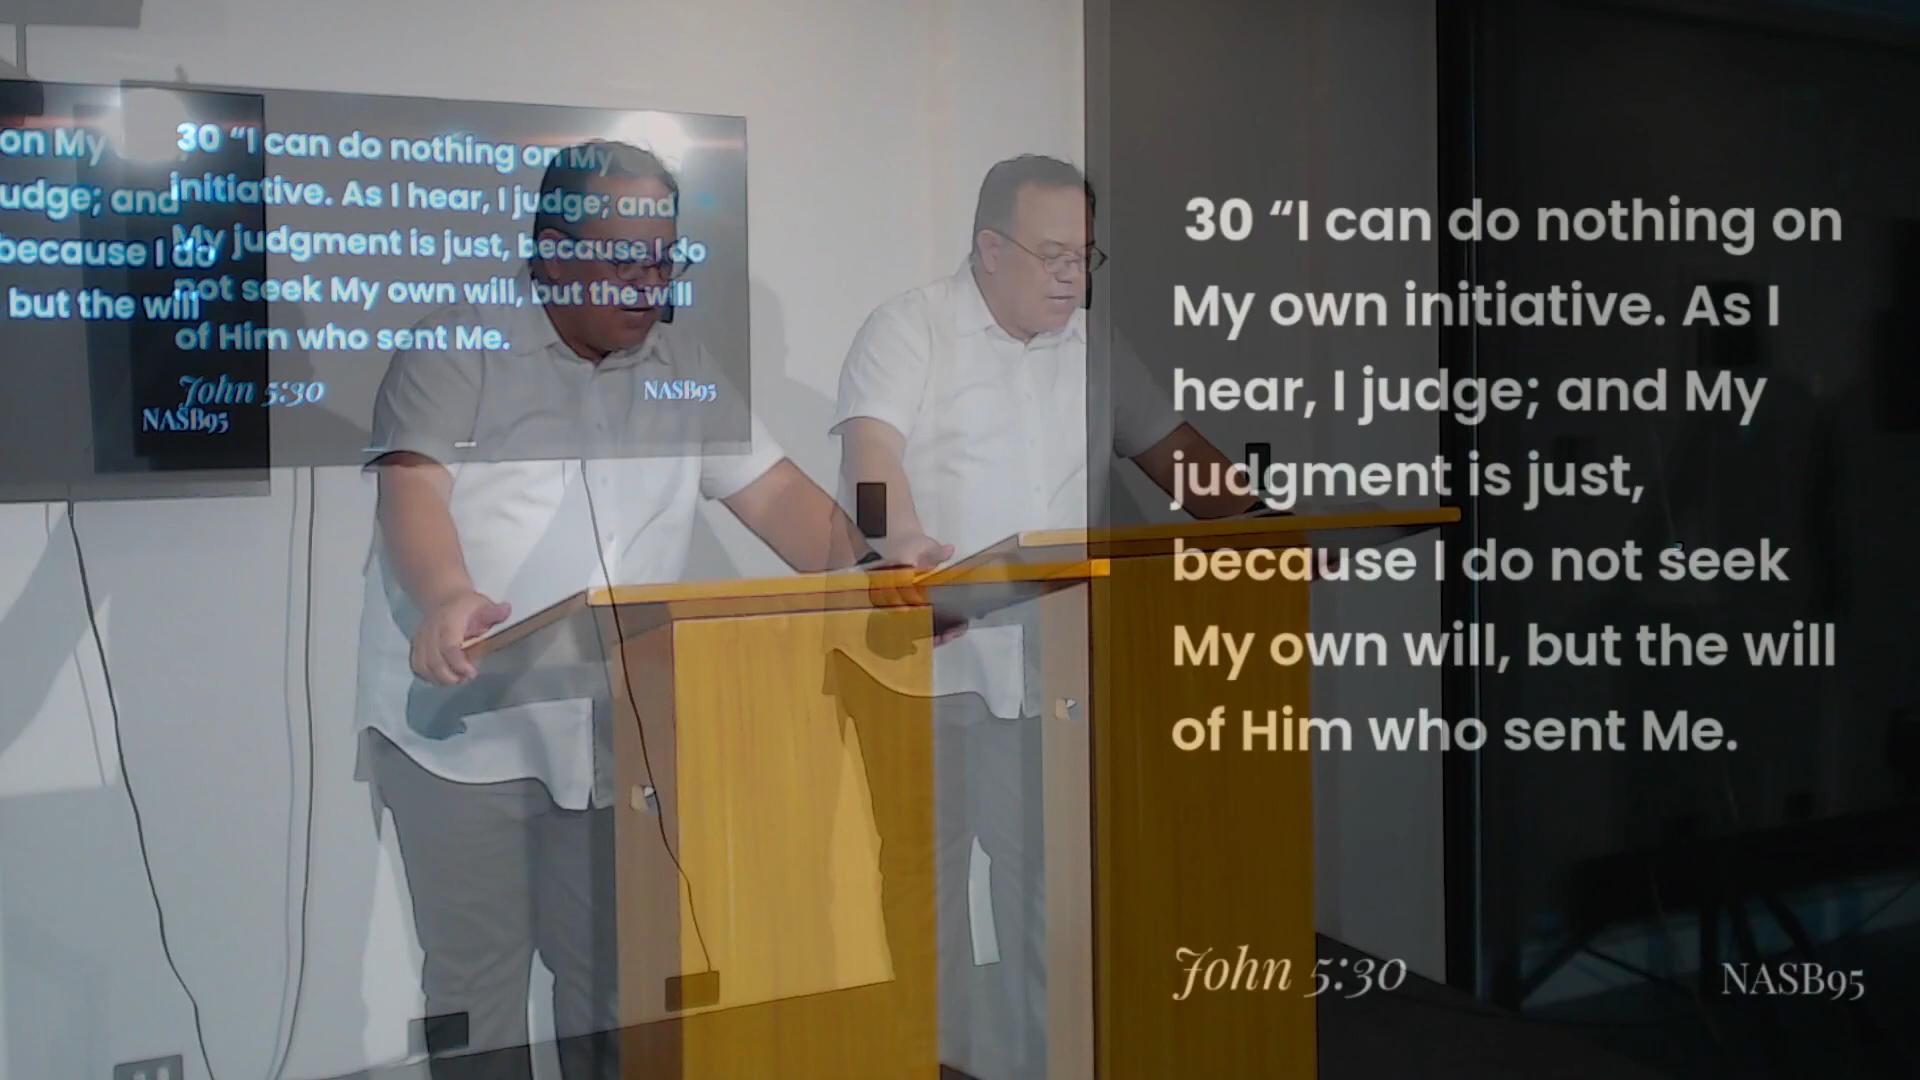 on My
udge; and
because I do
but the will
NASB95
30 “I can do nothing on My
initiative. As I hear, I judge; and
My judgment is just, because I do
not seek My own will, but the will
of Him who sent Me.
John 5:30
NASB95
30 “I can do nothing on
My own initiative. As I
hear, I judge; and My
judgment is just,
because I do not seek
My own will, but the will
of Him who sent Me.
John 5:30
NASB95